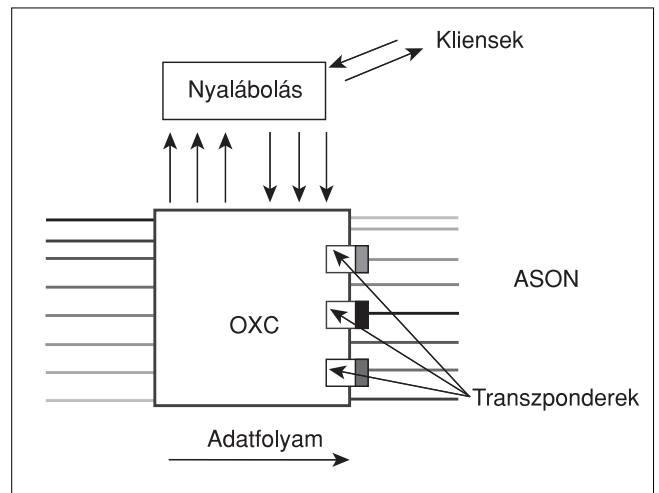 Kliensek
Nyalábolás
OXC
ASON
Transzponderek
Adatfolyam